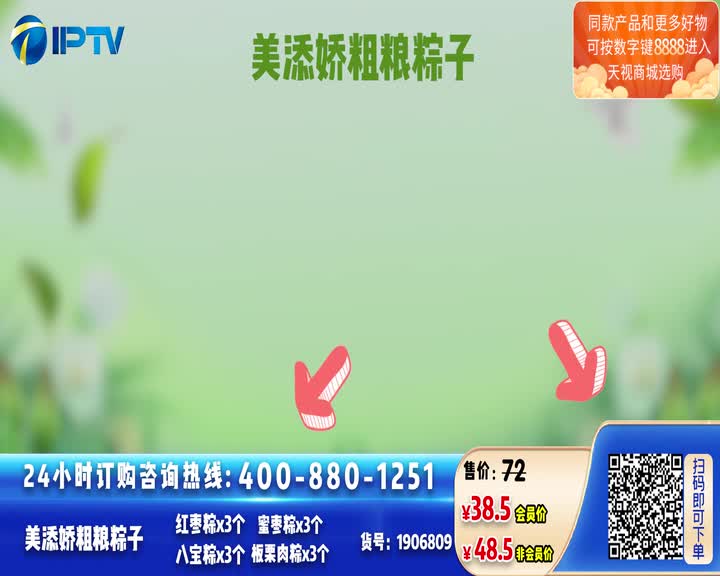 IPTV
美添娇粗粮粽子
同款产品和更多好物
可按数字键8888进入
天视商城选购
24小时订购咨询热线:400-880-1251
美添娇粗粮粽子
红枣粽x3个 蜜枣粽x3个
八宝粽x3个 板栗肉粽x3个
货号:1906809
售价:72
¥38.5 会员价
¥48.5 非会员价
扫码即可下单